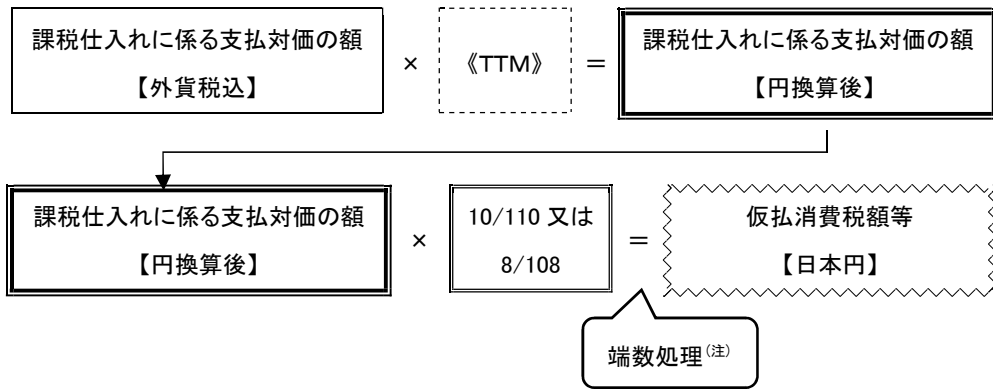 課税仕入れに係る支払対価の額
【外貨税込】
×
《TTM》
＝
課税仕入れに係る支払対価の額
【円換算後】
課税仕入れに係る支払対価の額
【円換算後】
×
10/110 又は
8/108
＝
仮払消費税額等
【日本円】
端数処理(注)